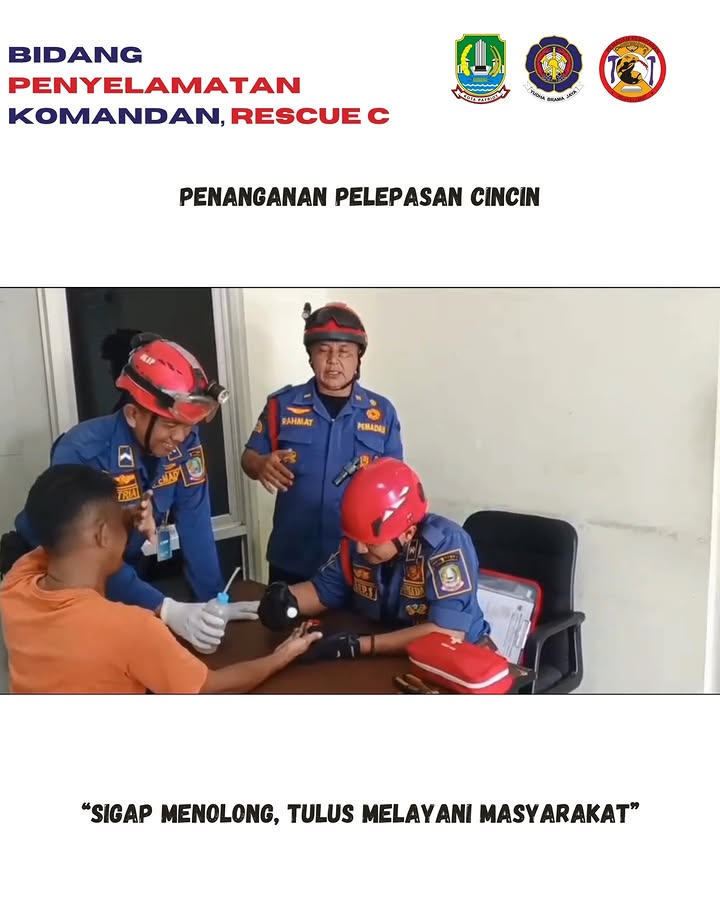 BIDANG
PENYELAMATAN
KOMANDAN, RESCUE C
KOTA PATRIOT
YUDHA BRAMA JAYA
PENANGANAN PELEPASAN CINCIN
RAHMAT
PEMADAM
"SIGAP MENOLONG, TULUS MELAYANI MASYARAKAT"